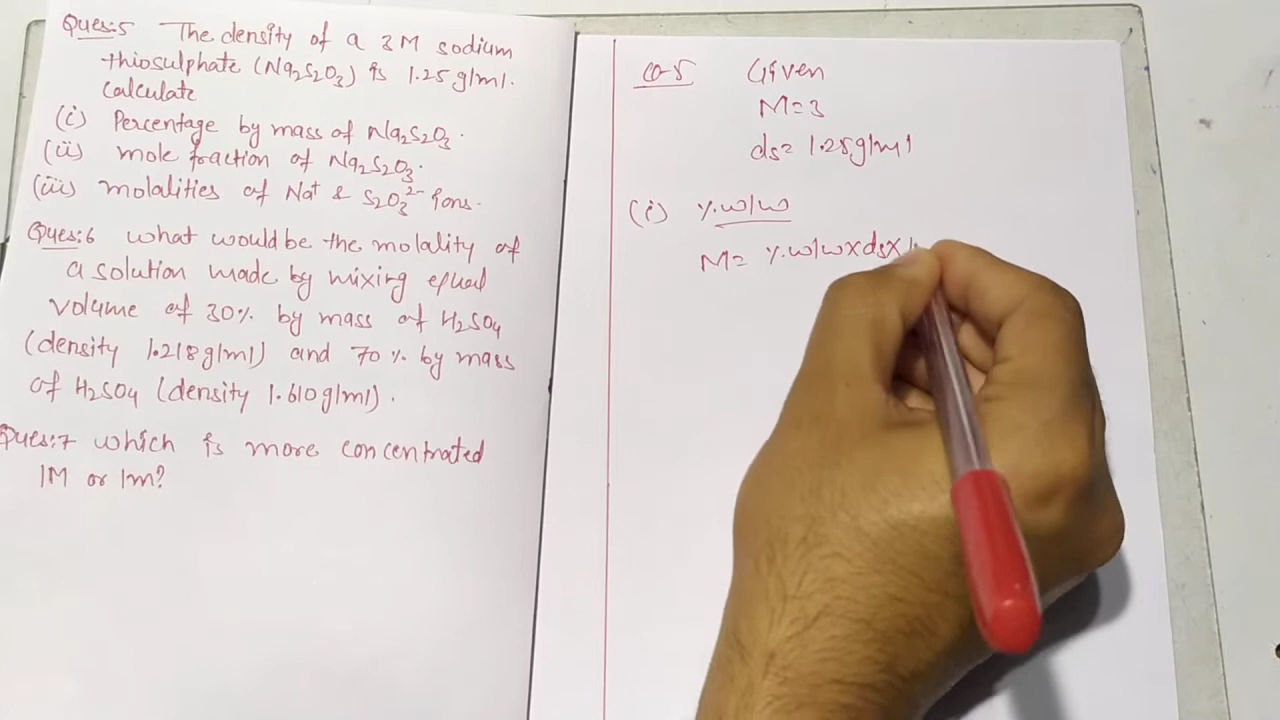 Ques:5 The density of a 3M sodium
thiosulphate (Na2S2O3) is 1.25 g/ml.
Calculate
(i) Percentage by mass of Na2S2O3.
(ii) mole fraction of Na2S2O3.
(iii) molalities of Na+ & S2O3 2- ions.
Ques:6 what would be the molality of
a solution made by mixing equal
volume of 30% by mass of H2SO4
(density 1.218g/ml) and 70% by mass
of H2SO4 (density 1.610g/ml).
Ques:7 which is more concentrated
1M or 1m?
Q-5 Given
M=3
ds= 1.25g/ml
(i) %w/w
M= %w/w×ds×